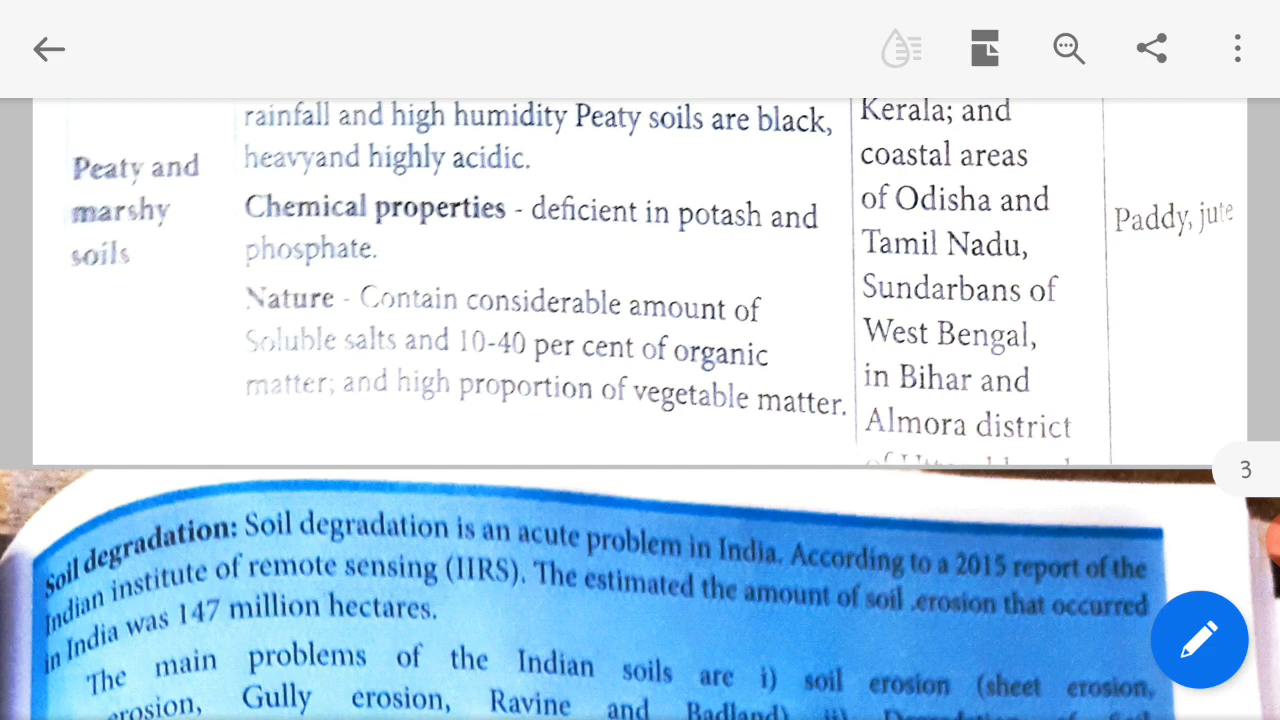 rainfall and high humidity Peaty soils are black,
heavyand highly acidic.
Peaty and
marshy
soils
Chemical properties - deficient in potash and
phosphate.
Nature - Contain considerable amount of
Soluble salts and 10-40 per cent of organic
matter; and high proportion of vegetable matter.
Kerala; and
coastal areas
of Odisha and
Tamil Nadu,
Sundarbans of
West Bengal,
in Bihar and
Almora district
Paddy, jute
3
Soil degradation: Soil degradation is an acute problem in India. According to a 2015 report of the
Indian institute of remote sensing (IIRS). The estimated the amount of soil .erosion that occurred
in India was 147 million hectares.
The main problems of the Indian soils are i) soil erosion (sheet erosion,
erosion, Gully erosion, Ravine and Badland)